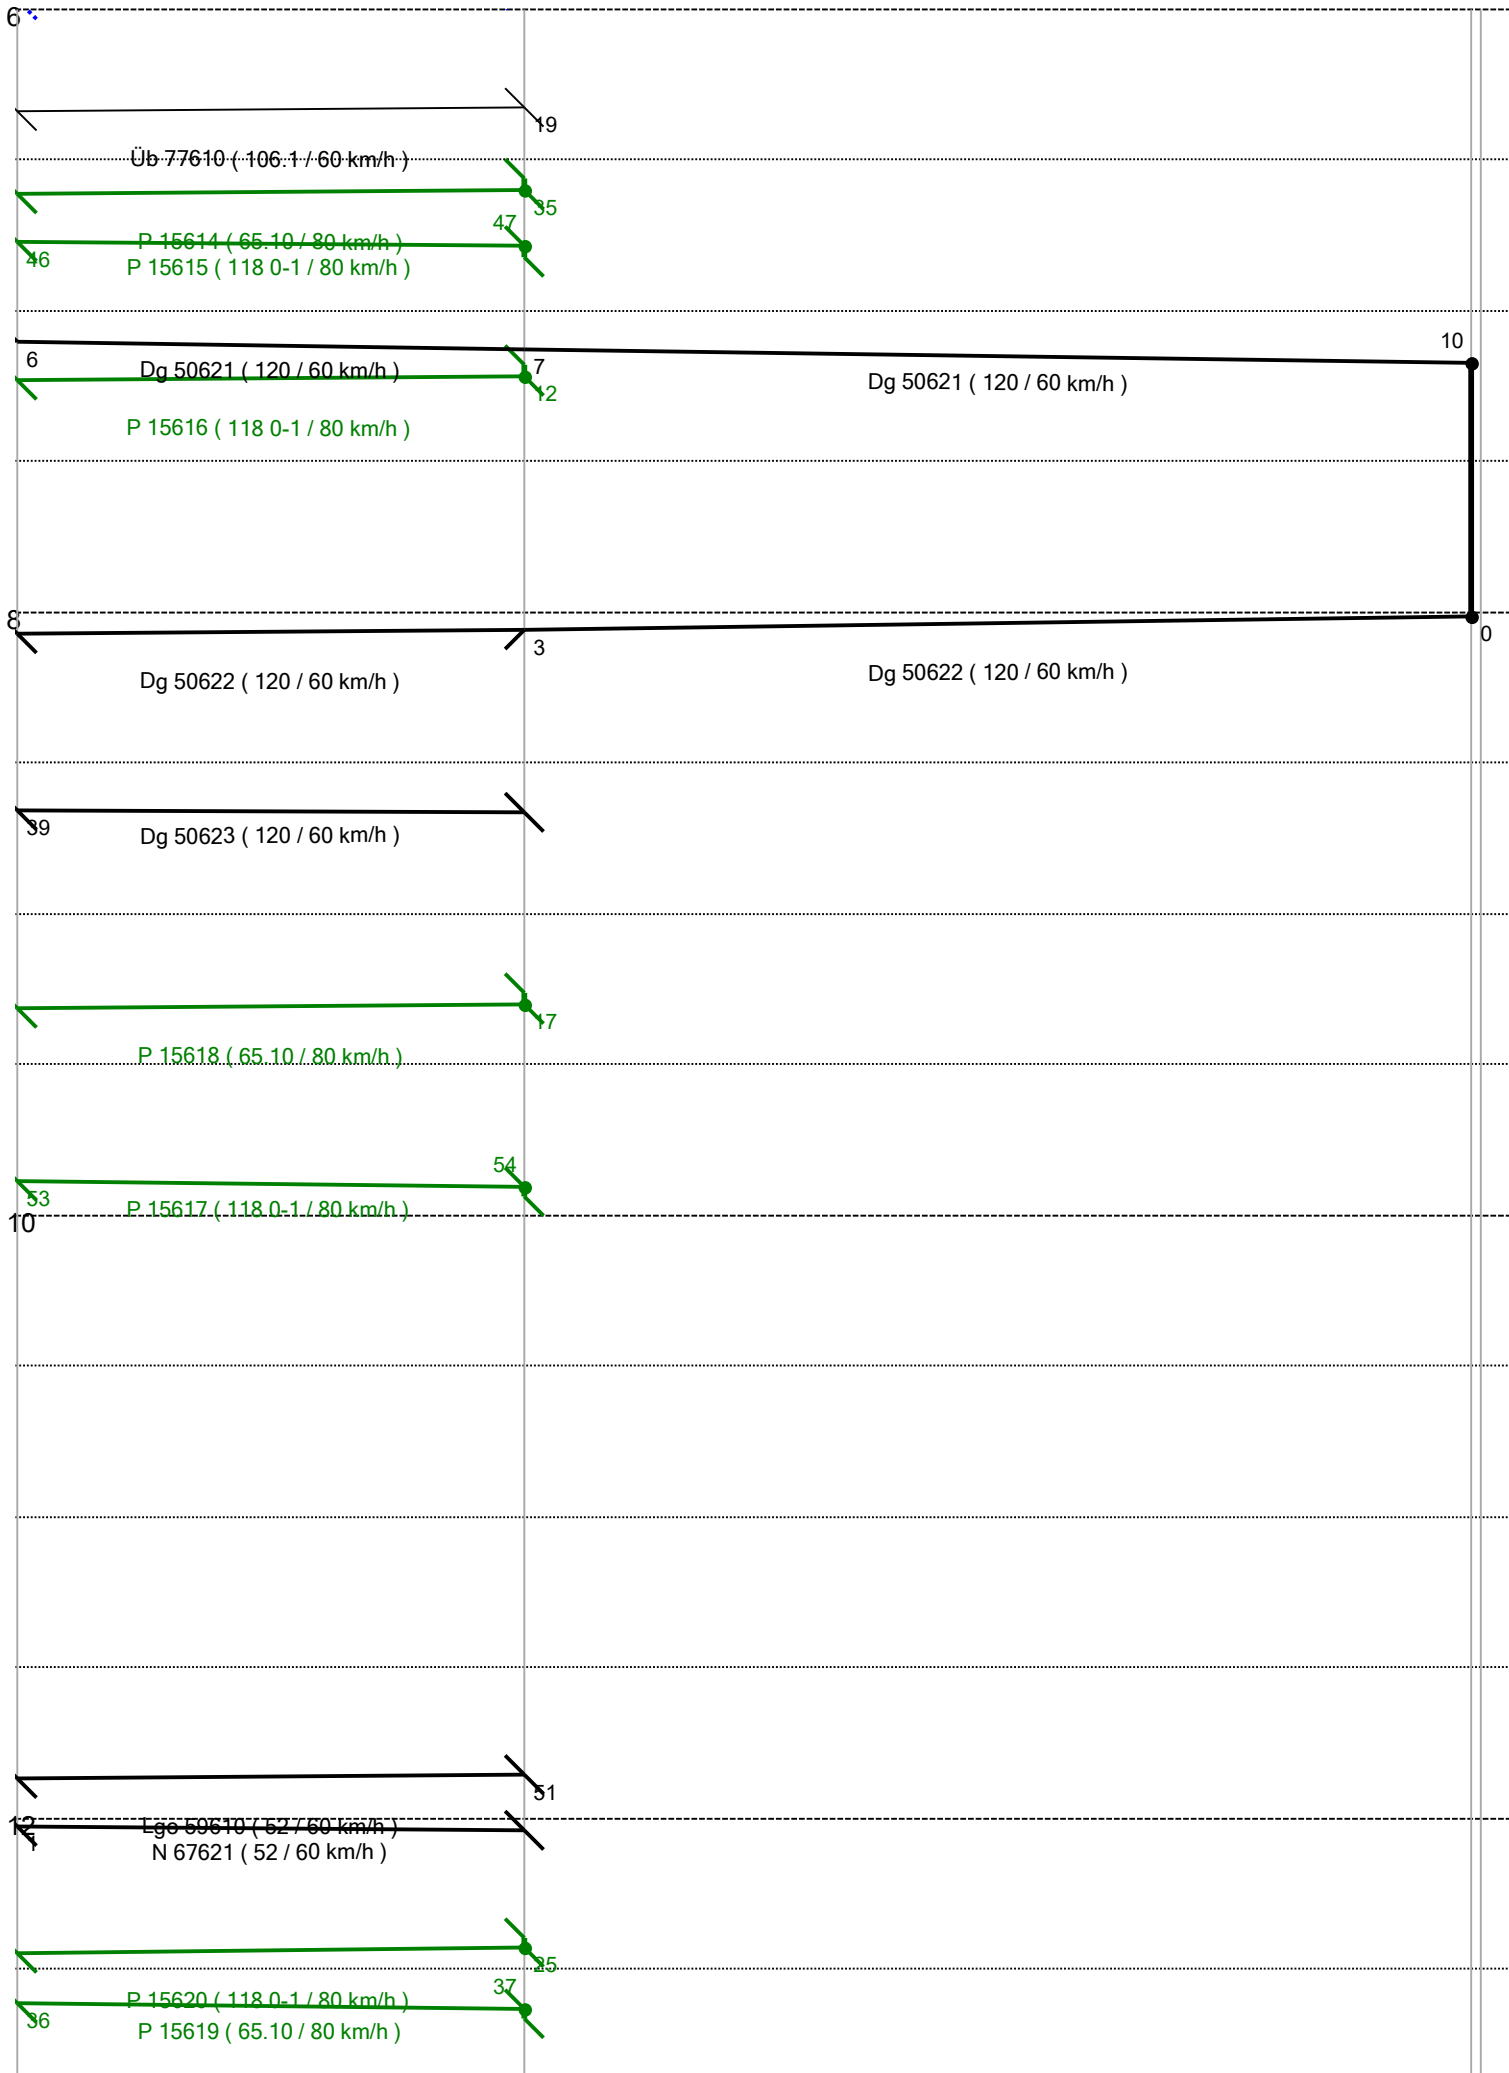 6
19
Üb 77610 ( 106.1 / 60 km/h )
35
47
P 15614 ( 65.10 / 80 km/h )
46
P 15615 ( 118 0-1 / 80 km/h )
10
6
Dg 50621 ( 120 / 60 km/h )
7
Dg 50621 ( 120 / 60 km/h )
12
P 15616 ( 118 0-1 / 80 km/h )
8
3
0
Dg 50622 ( 120 / 60 km/h )
Dg 50622 ( 120 / 60 km/h )
39
Dg 50623 ( 120 / 60 km/h )
17
P 15618 ( 65.10 / 80 km/h )
54
53
P 15617 ( 118 0-1 / 80 km/h )
10
51
12
Lgo 59610 ( 52 / 60 km/h )
1
N 67621 ( 52 / 60 km/h )
25
37
P 15620 ( 118 0-1 / 80 km/h )
36
P 15619 ( 65.10 / 80 km/h )